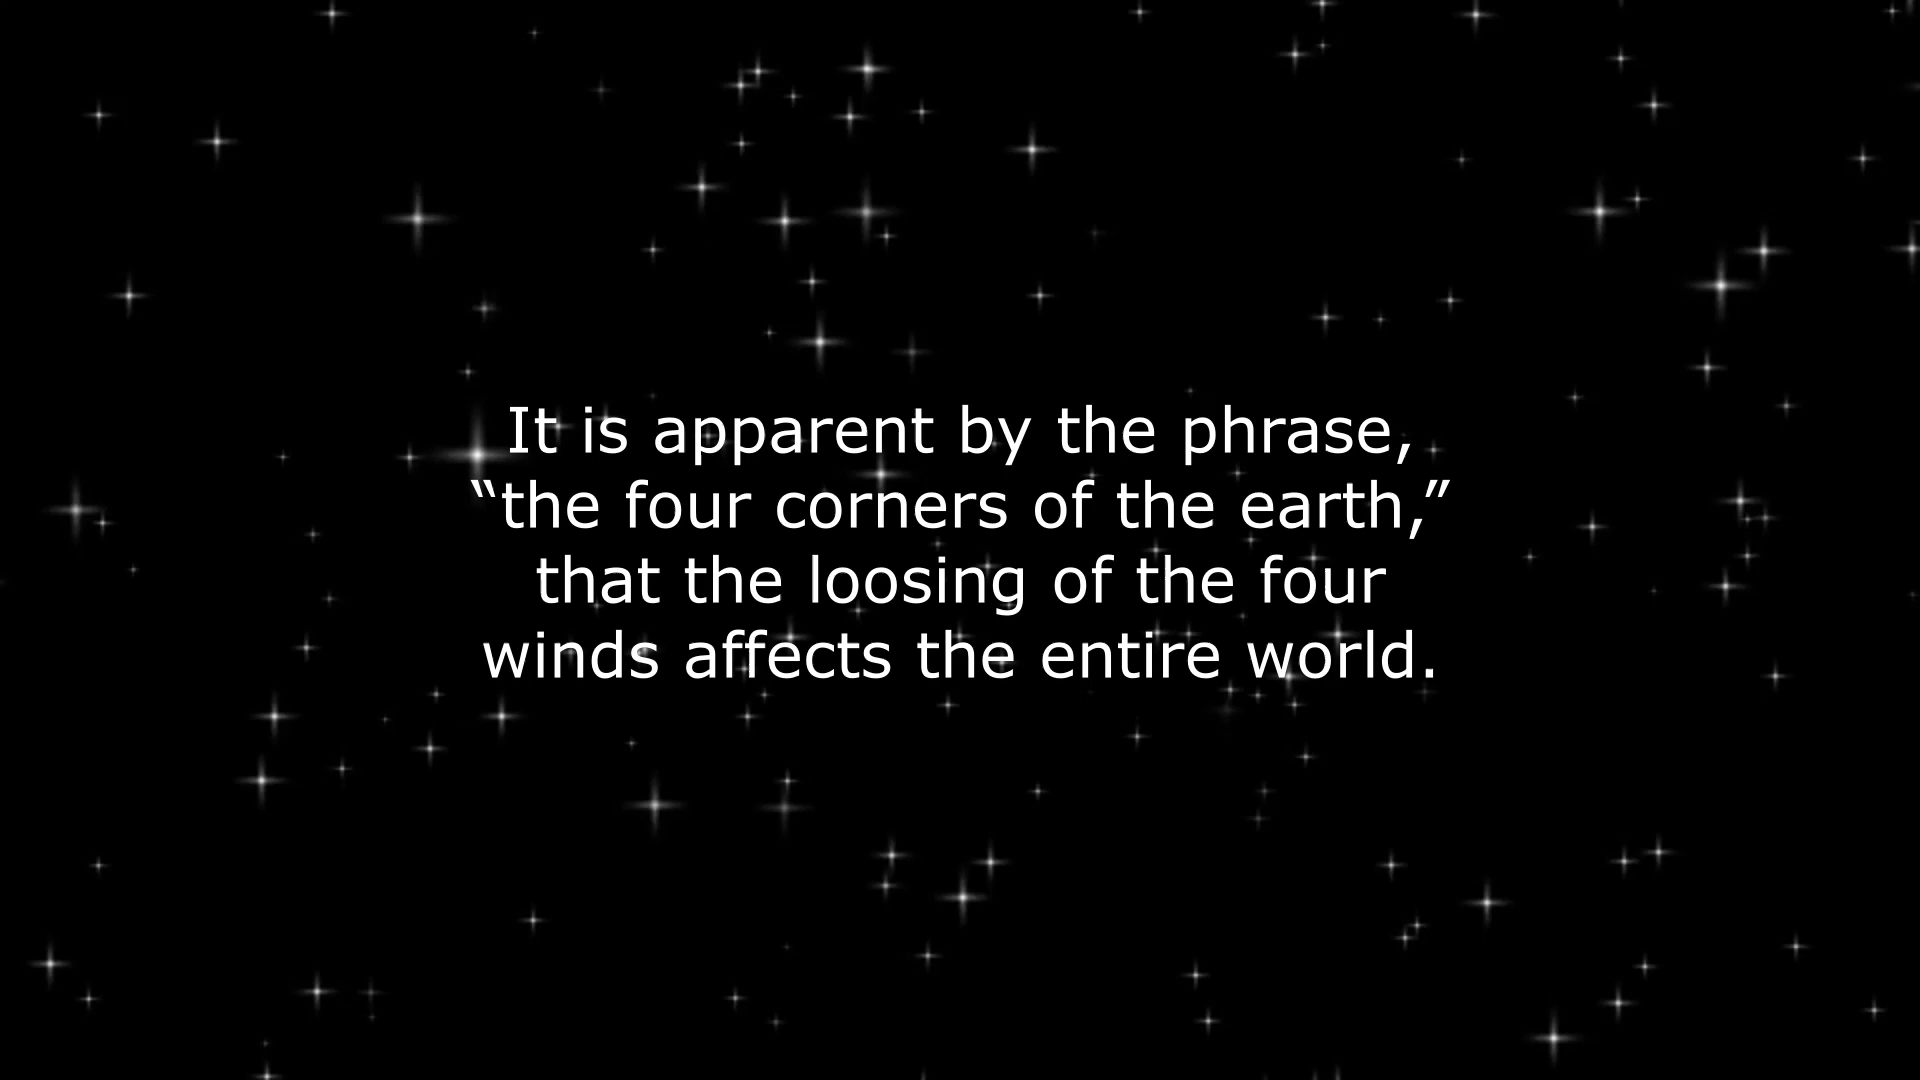 It is apparent by the phrase,
“the four corners of the earth,”
that the loosing of the four
winds affects the entire world.